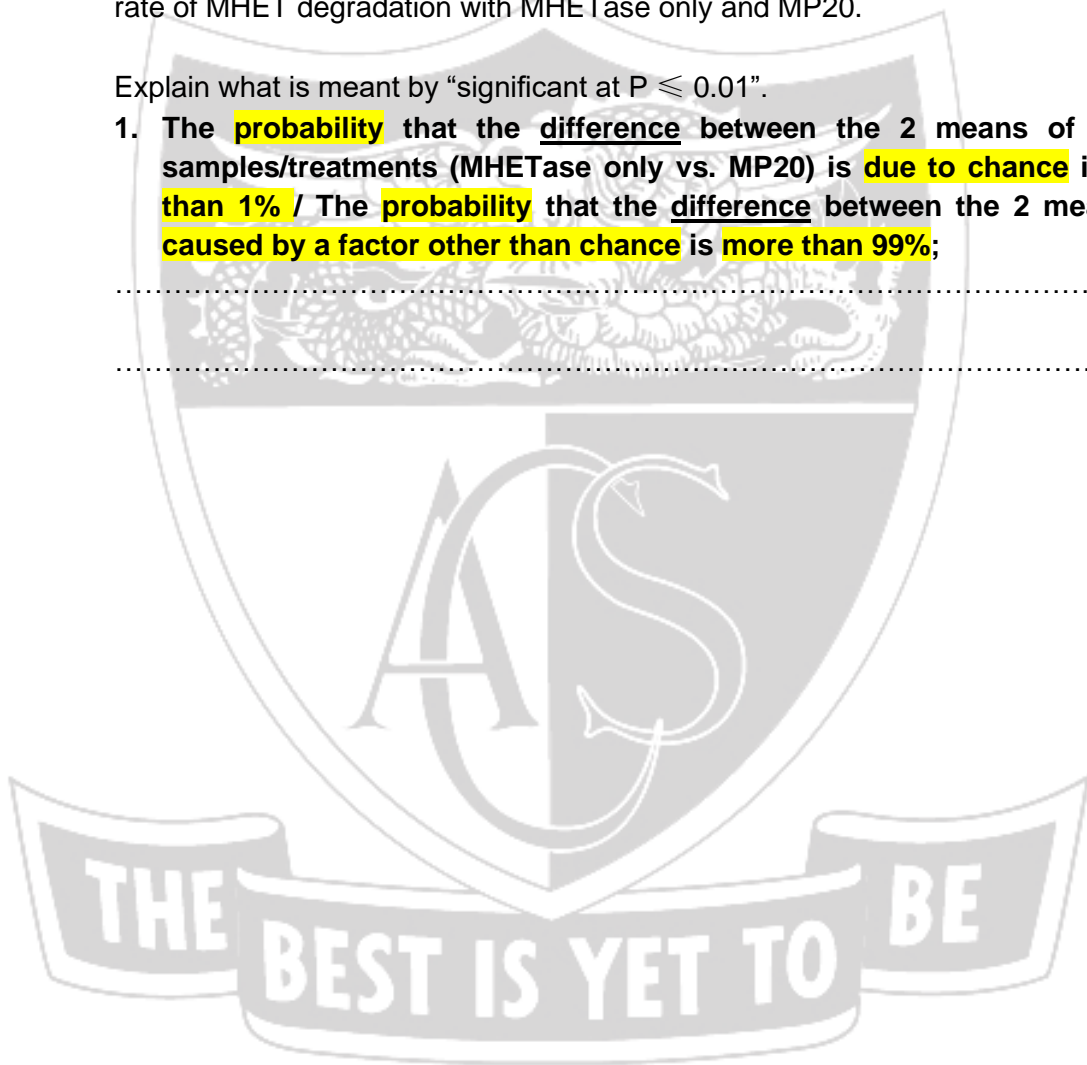 rate of MHET degradation with MHETase only and MP20.
Explain what is meant by “significant at P ⩽ 0.01”.
1. The probability that the difference between the 2 means of
samples/treatments (MHETase only vs. MP20) is due to chance i
than 1% / The probability that the difference between the 2 me
caused by a factor other than chance is more than 99%;
……………………………………………………………………………………
……………………………………………………………………………………
ACS
THE BEST IS YET TO BE